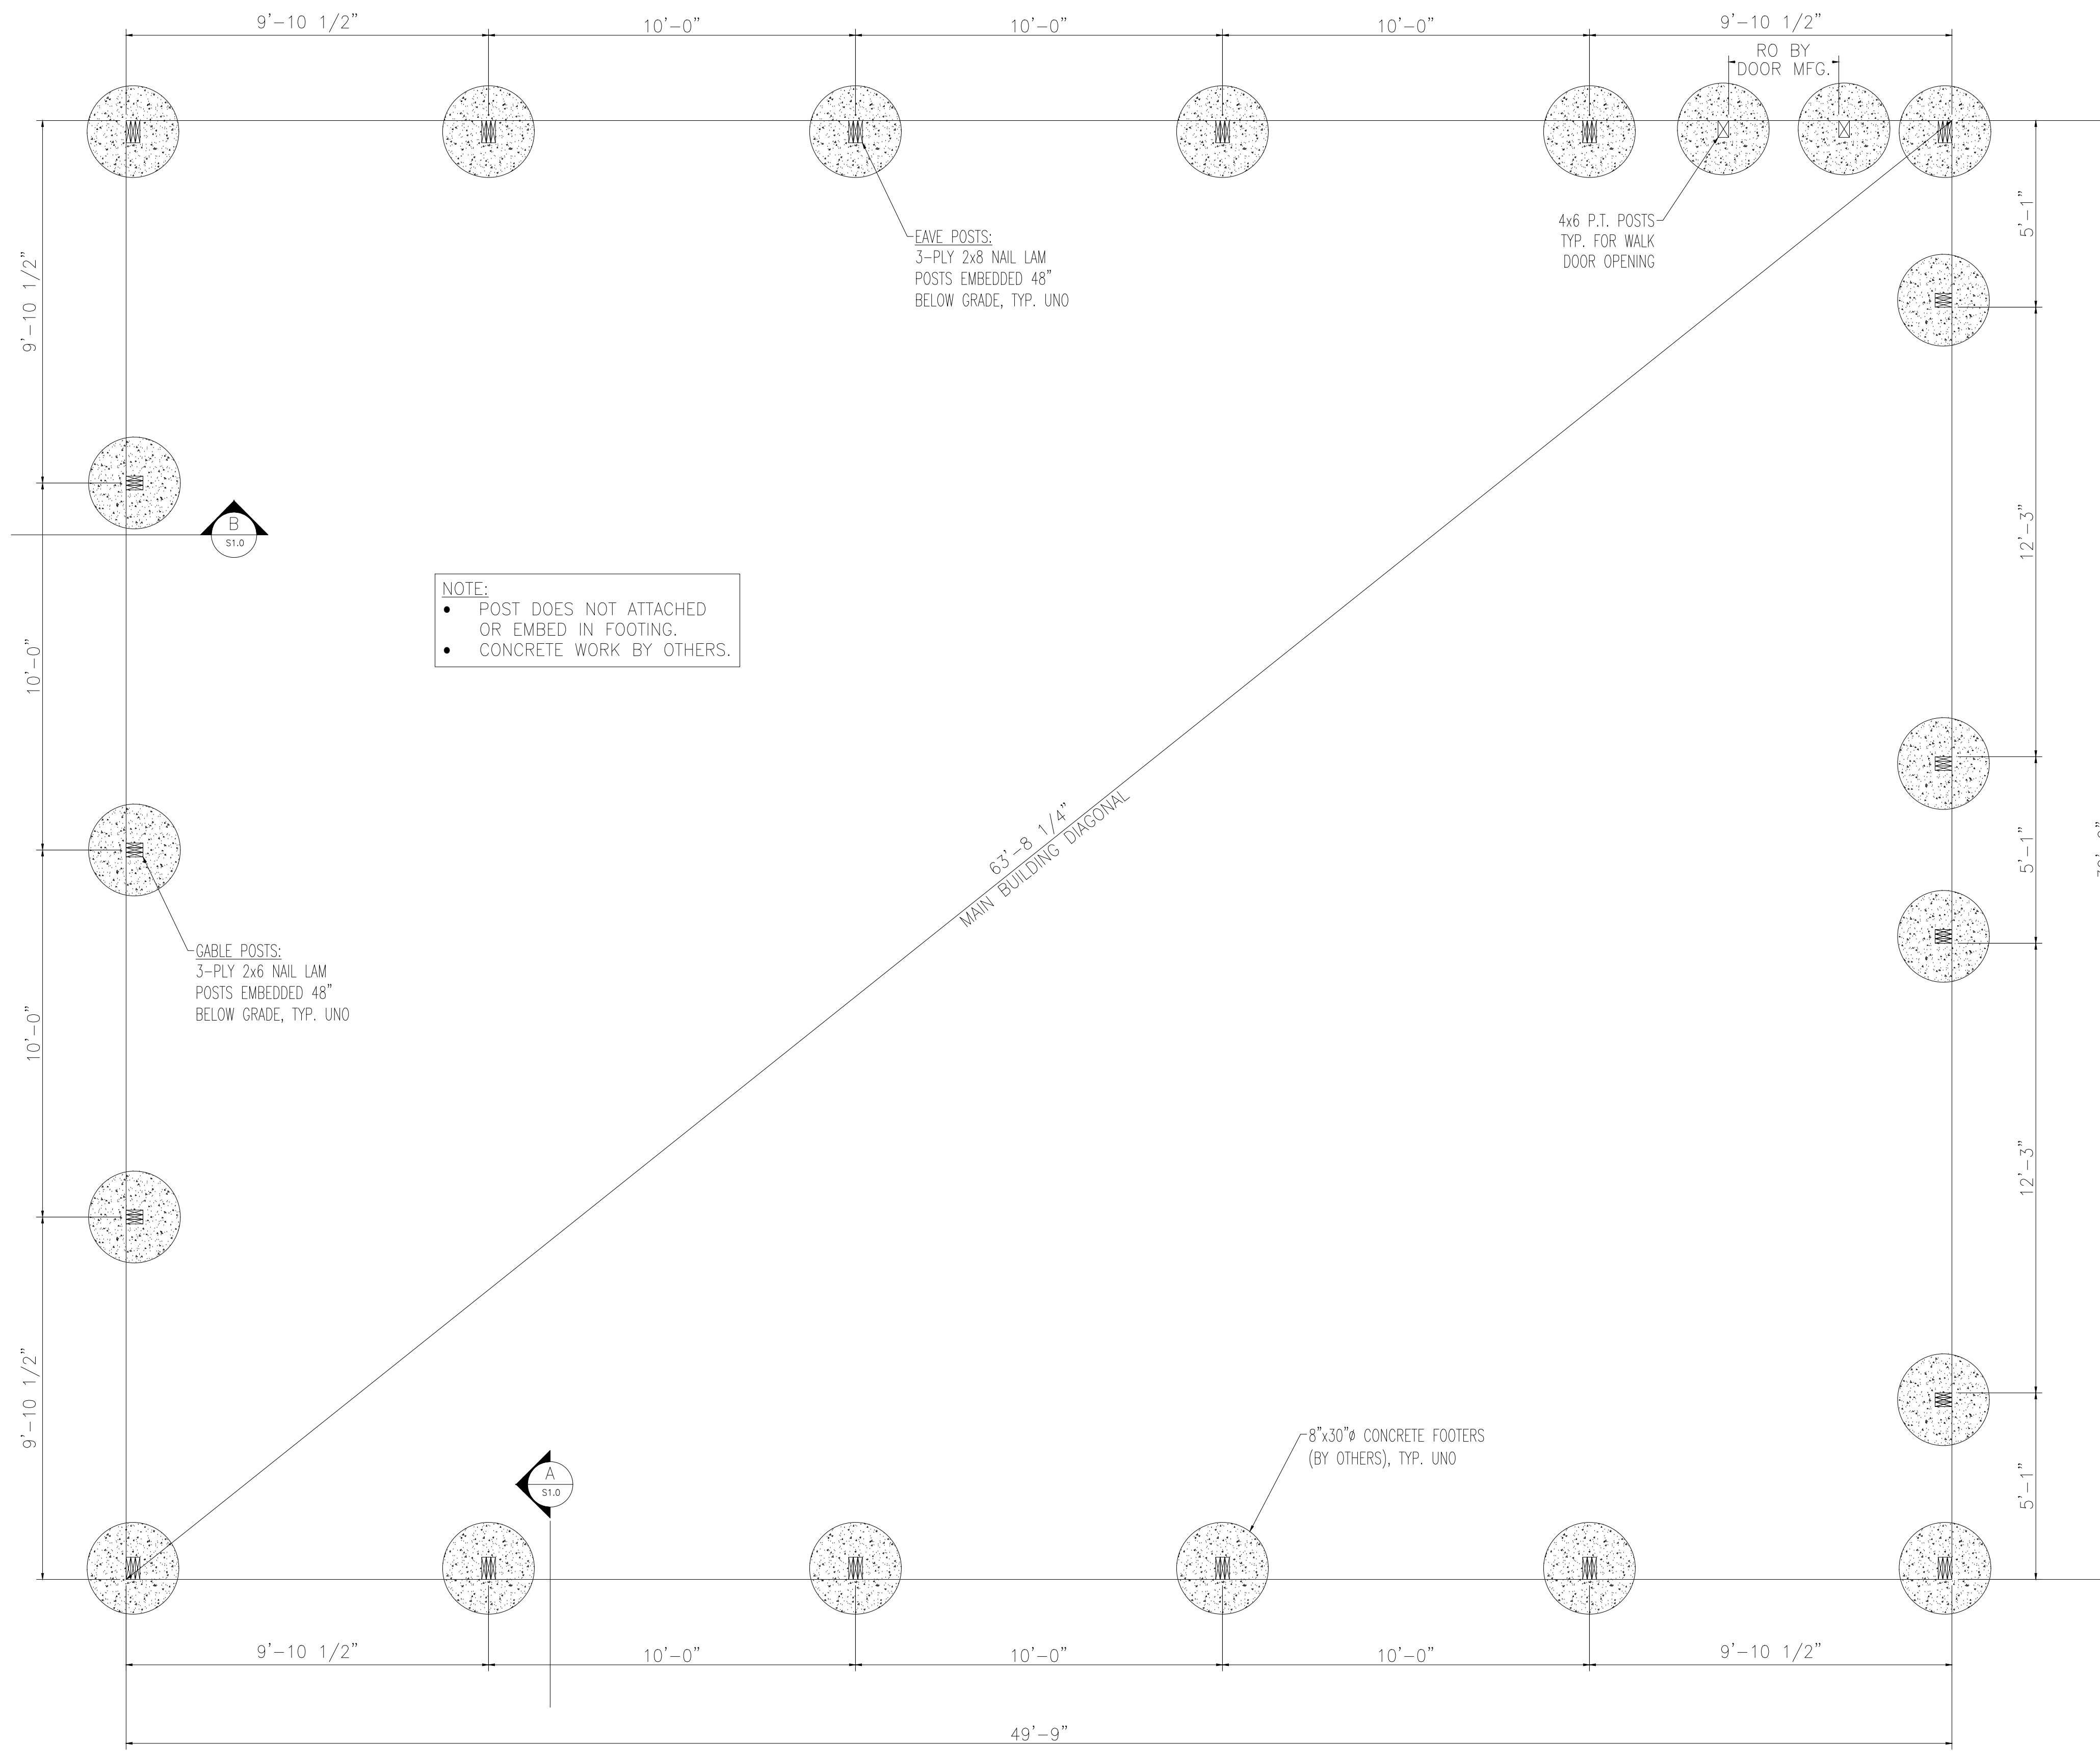 9'-10 1/2"
10'-0"
10'-0"
10'-0"
9'-10 1/2"
RO BY
DOOR MFG.
4x6 P.T. POSTS
TYP. FOR WALK
DOOR OPENING
EAVE POSTS:
3-PLY 2x8 NAIL LAM
POSTS EMBEDDED 48"
BELOW GRADE, TYP. UNO
9'-10 1/2"
10'-0"
10'-0"
9'-10 1/2"
B
S1.0
NOTE:
• POST DOES NOT ATTACHED
OR EMBED IN FOOTING.
• CONCRETE WORK BY OTHERS.
63'-8 1/4"
MAIN BUILDING DIAGONAL
GABLE POSTS:
3-PLY 2x6 NAIL LAM
POSTS EMBEDDED 48"
BELOW GRADE, TYP. UNO
5'-1"
12'-3"
5'-1"
12'-3"
5'-1"
8"x30"ø CONCRETE FOOTERS
(BY OTHERS), TYP. UNO
A
S1.0
9'-10 1/2"
10'-0"
10'-0"
10'-0"
9'-10 1/2"
49'-9"